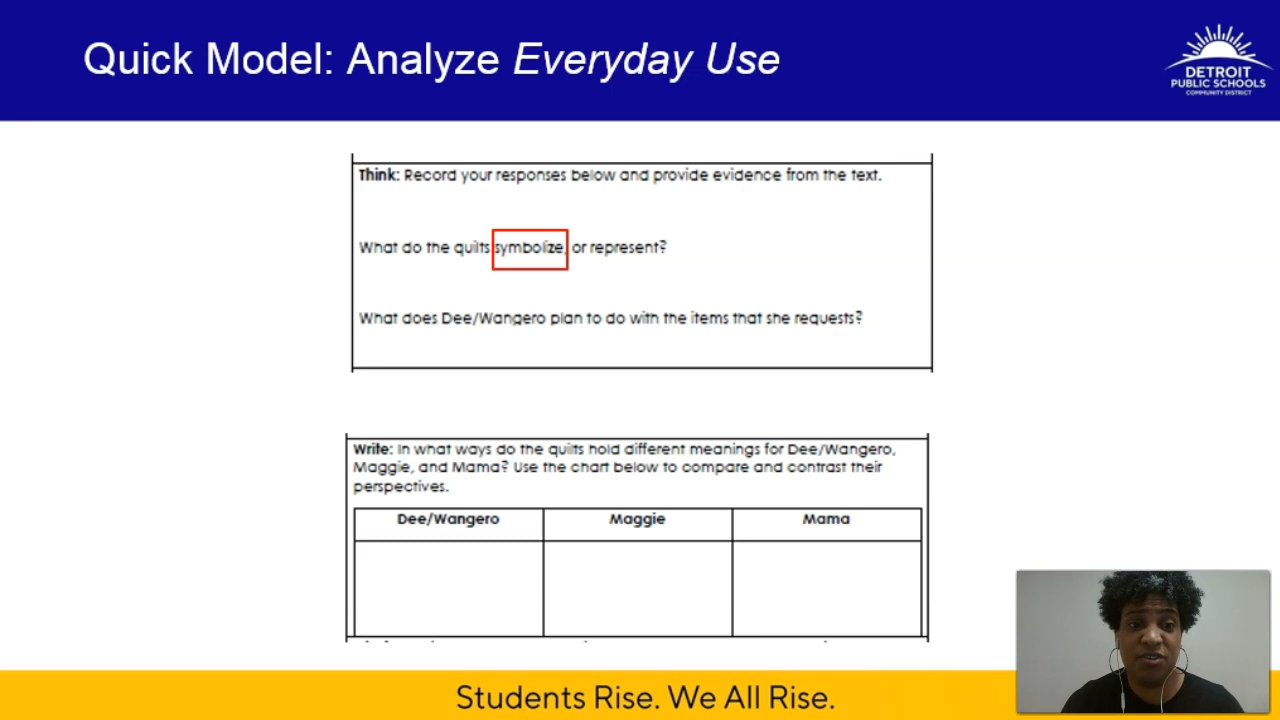 Quick Model: Analyze Everyday Use
DETROIT
PUBLIC SCHOOLS
COMMUNITY DISTRICT
Think: Record your responses below and provide evidence from the text.
What do the quilts symbolize, or represent?
What does Dee/Wangero plan to do with the items that she requests?
Write: In what ways do the quilts hold different meanings for Dee/Wangero,
Maggie, and Mama? Use the chart below to compare and contrast their
perspectives.
Dee/Wangero Maggie Mama
Students Rise. We All Rise.